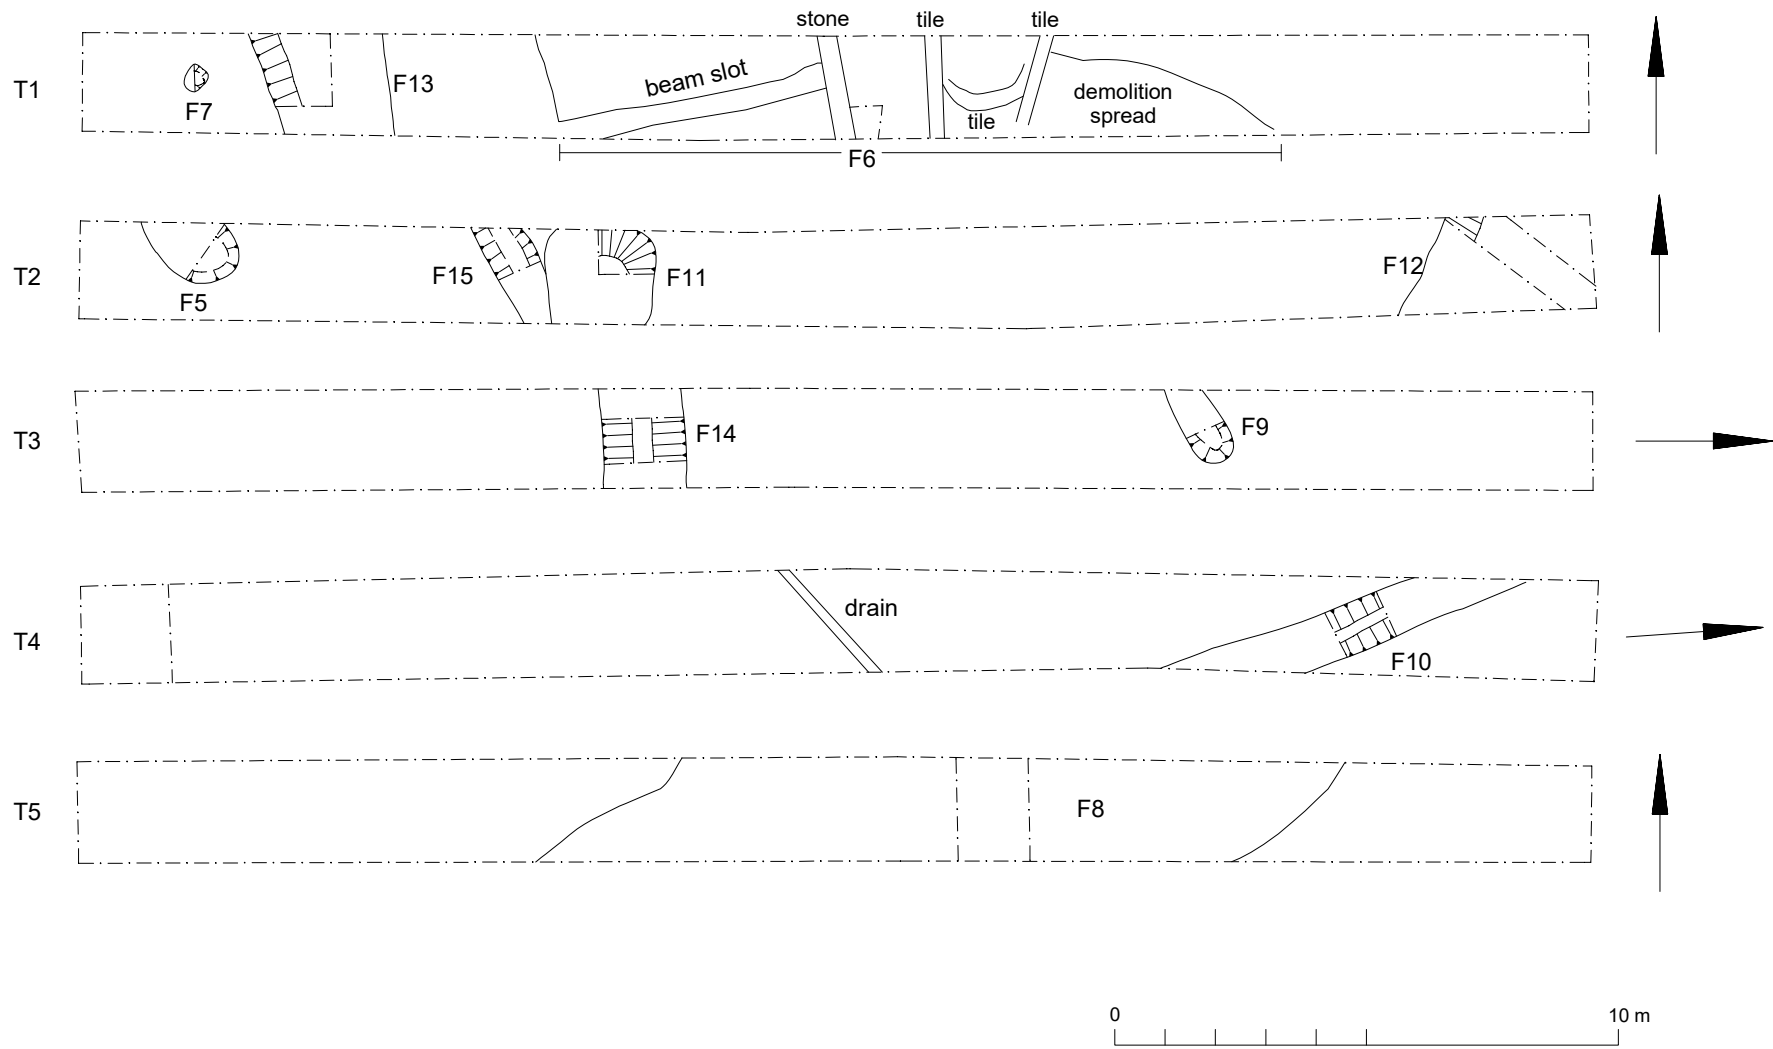 stone tile tile
T1
F7
F13
beam slot
tile
demolition
spread
F6
T2
F5
F15
F11
F12
T3
F14
F9
T4
drain
F10
T5
F8
0 10 m